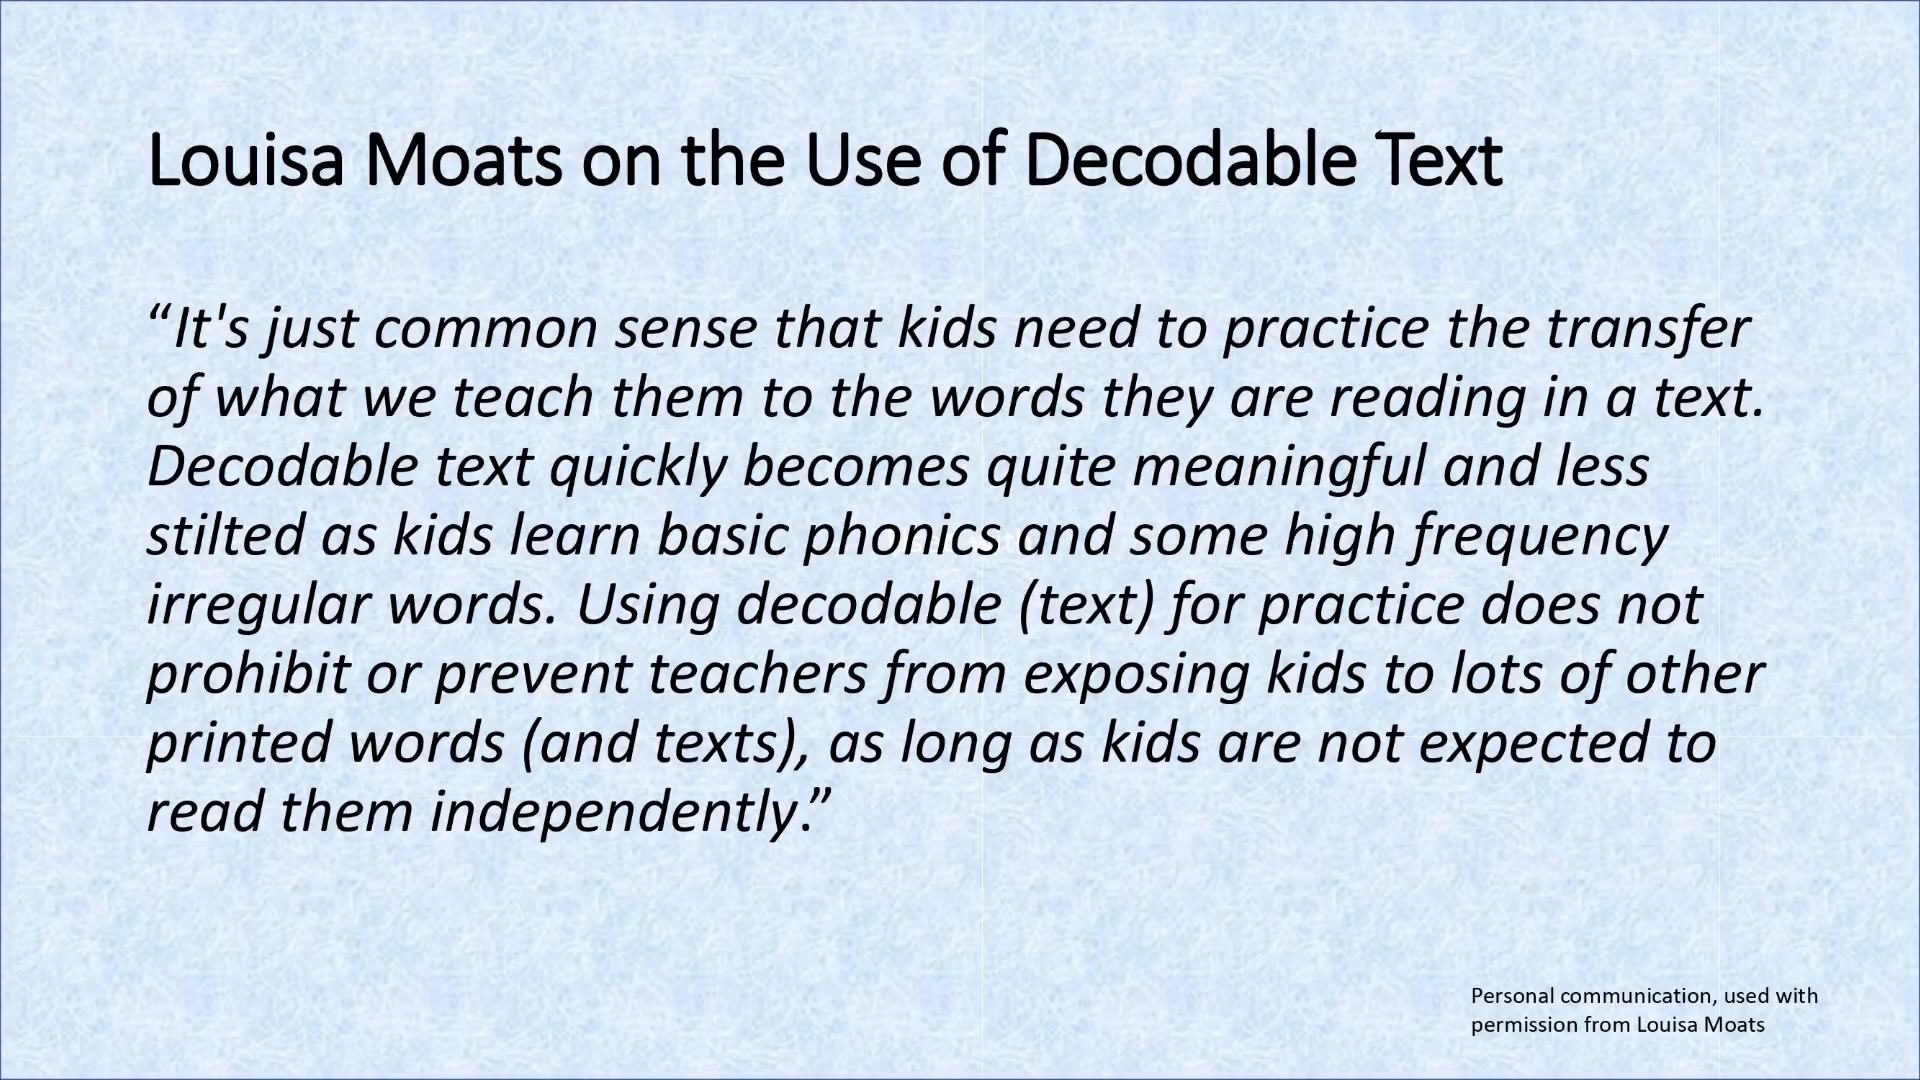 Louisa Moats on the Use of Decodable Text
“It's just common sense that kids need to practice the transfer
of what we teach them to the words they are reading in a text.
Decodable text quickly becomes quite meaningful and less
stilted as kids learn basic phonics and some high frequency
irregular words. Using decodable (text) for practice does not
prohibit or prevent teachers from exposing kids to lots of other
printed words (and texts), as long as kids are not expected to
read them independently.”
Personal communication, used with
permission from Louisa Moats